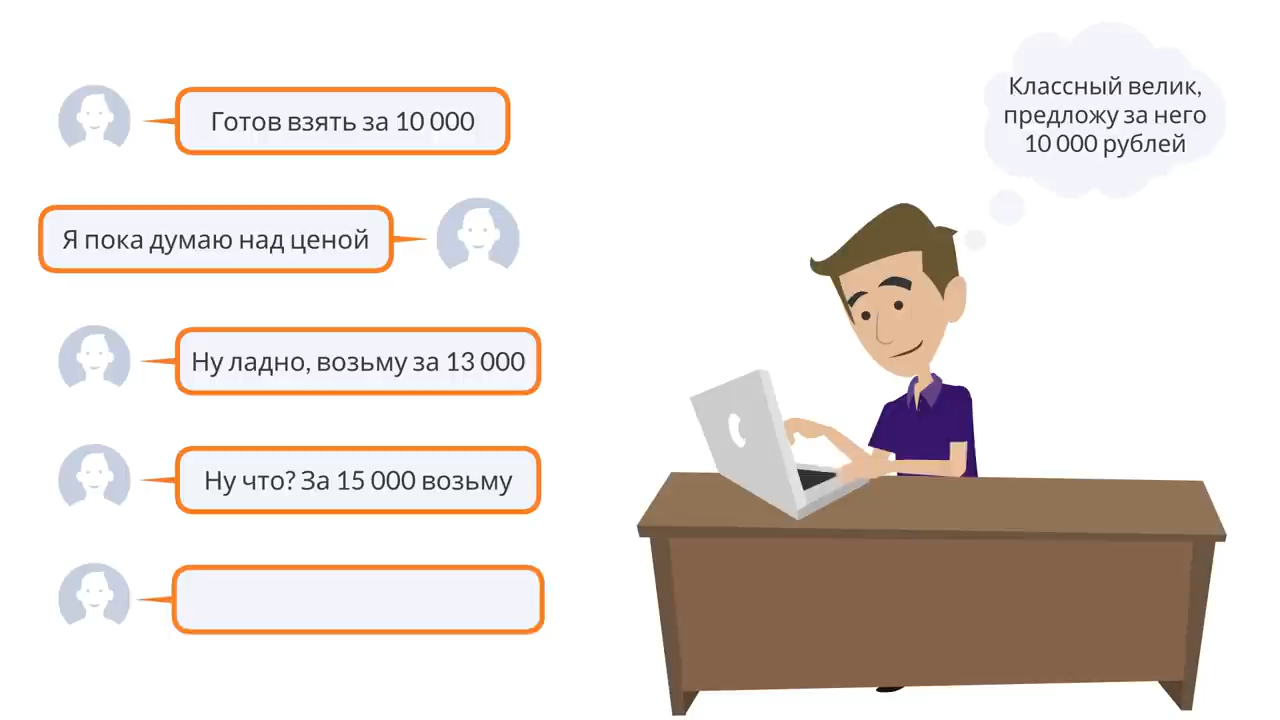 Готов взять за 10 000
Я пока думаю над ценой
Ну ладно, возьму за 13 000
Ну что? За 15 000 возьму
Классный велик,
предложу за него
10 000 рублей